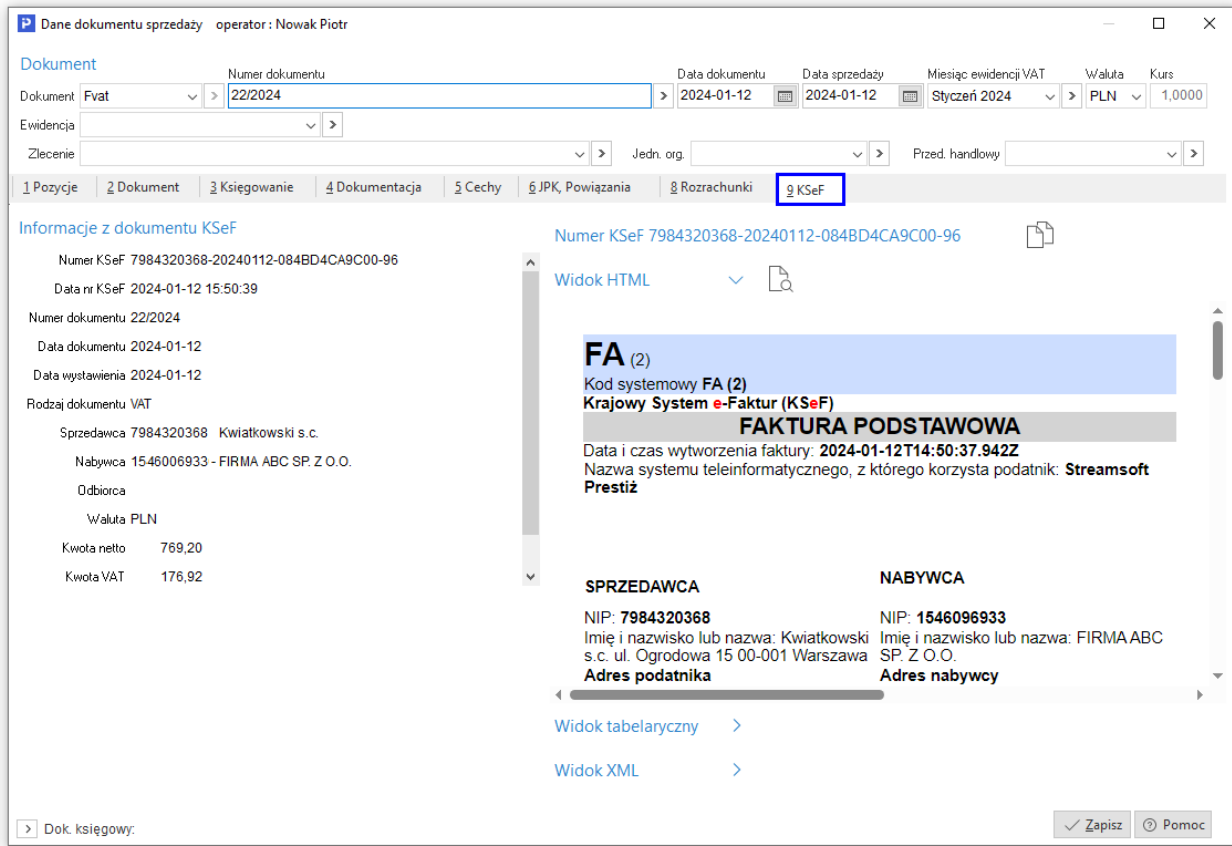 Dane dokumentu sprzedaży operator : Nowak Piotr
Dokument
Numer dokumentu Data dokumentu Data sprzedaży Miesiąc ewidencji VAT Waluta Kurs
Dokument Fvat 22/2024 2024-01-12 2024-01-12 Styczeń 2024 PLN 1,0000
Ewidencja
Zlecenie Jedn. org. Przed. handlowy
1 Pozycje 2 Dokument 3 Księgowanie 4 Dokumentacja 5 Cechy 6 JPK, Powiązania 8 Rozrachunki 9 KSeF
Informacje z dokumentu KSeF
Numer KSeF 7984320368-20240112-084BD4CA9C00-96
Data nr KSeF 2024-01-12 15:50:39
Numer dokumentu 22/2024
Data dokumentu 2024-01-12
Data wystawienia 2024-01-12
Rodzaj dokumentu VAT
Sprzedawca 7984320368 Kwiatkowski s.c.
Nabywca 1546006933 - FIRMA ABC SP. Z O.O.
Odbiorca
Waluta PLN
Kwota netto 769,20
Kwota VAT 176,92
Numer KSeF 7984320368-20240112-084BD4CA9C00-96
Widok HTML
FA (2)
Kod systemowy FA (2)
Krajowy System e-Faktur (KSeF)
FAKTURA PODSTAWOWA
Data i czas wytworzenia faktury: 2024-01-12T14:50:37.942Z
Nazwa systemu teleinformatycznego, z którego korzysta podatnik: Streamsoft
Prestiż
SPRZEDAWCA
NIP: 7984320368
Imię i nazwisko lub nazwa: Kwiatkowski
s.c. ul. Ogrodowa 15 00-001 Warszawa
Adres podatnika
NABYWCA
NIP: 1546096933
Imię i nazwisko lub nazwa: FIRMA ABC
SP. Z O.O.
Adres nabywcy
Widok tabelaryczny
Widok XML
Dok. księgowy:
Zapisz
Pomoc